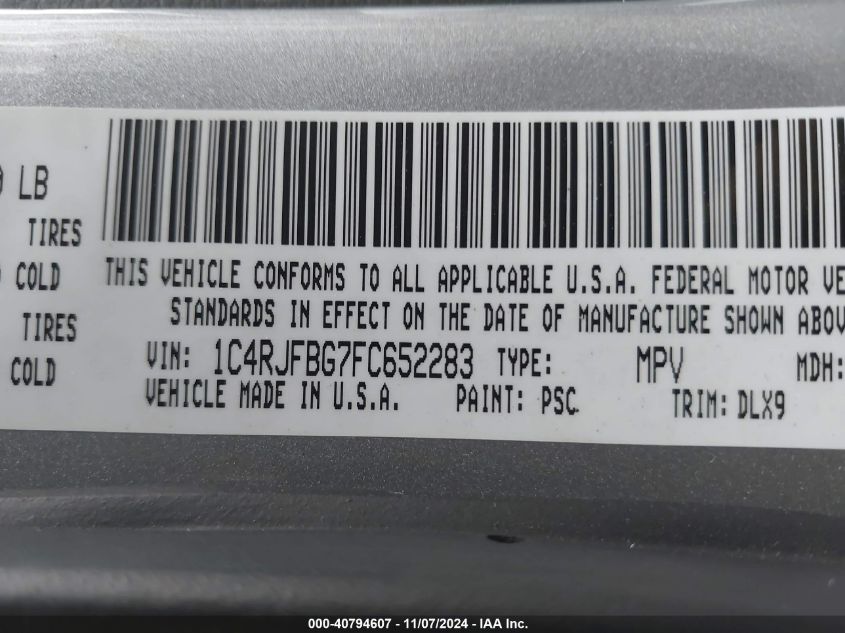 LB
TIRES
COLD
TIRES
COLD
THIS VEHICLE CONFORMS TO ALL APPLICABLE U.S.A. FEDERAL MOTOR VE
STANDARDS IN EFFECT ON THE DATE OF MANUFACTURE SHOWN ABOV
VIN: 1C4RJFBG7FC652283 TYPE: MPV MDH:
VEHICLE MADE IN U.S.A. PAINT: PSC TRIM: DLX9
000-40794607 - 11/07/2024 - IAA Inc.